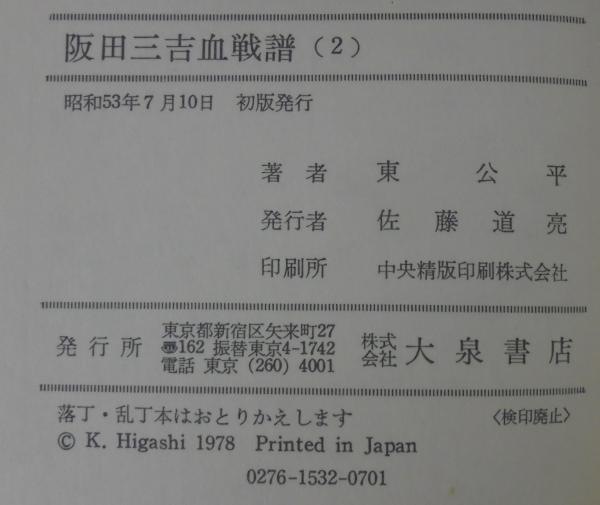 阪田三吉血戦譜（2）
昭和53年7月10日　初版発行
著者　東公平
発行者　佐藤道亮
印刷所　中央精版印刷株式会社
発行所　東京都新宿区矢来町27
〠162 振替東京4-1742
電話 東京（260）4001
株式会社 大泉書店
落丁・乱丁本はおとりかえします　〈検印廃止〉
© K. Higashi 1978　Printed in Japan
0276-1532-0701